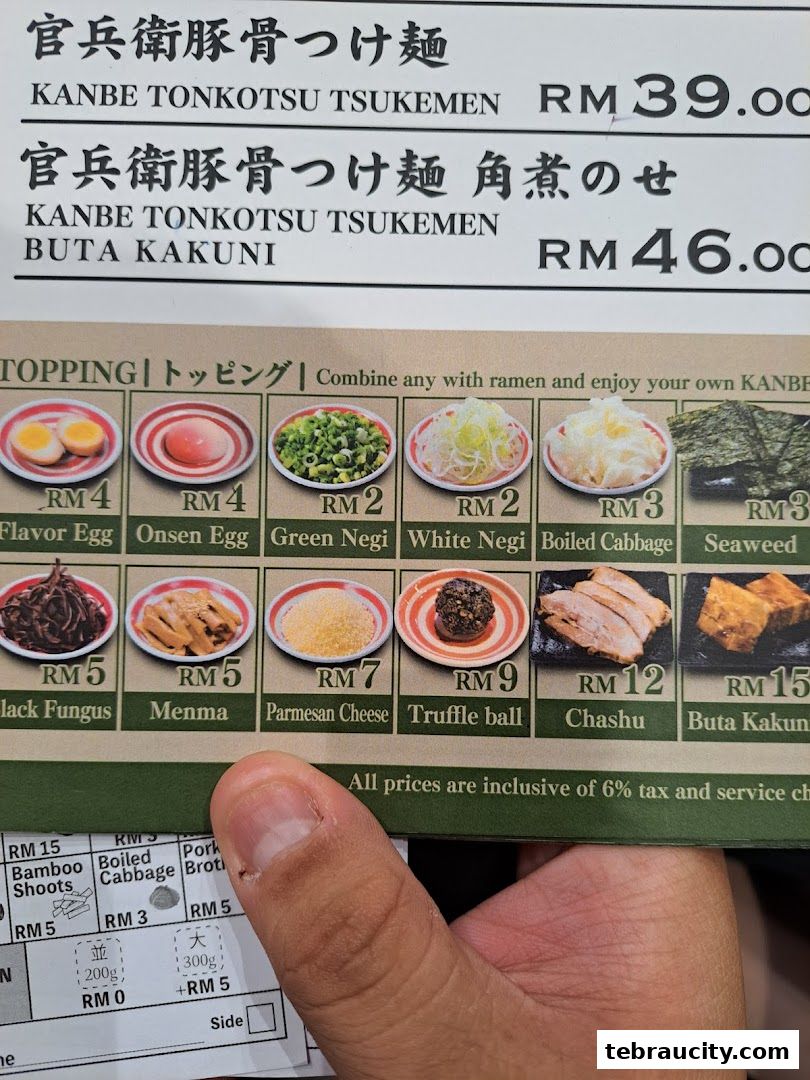 官兵衛豚骨つけ麺
KANBE TONKOTSU TSUKEMEN RM 39.00
官兵衛豚骨つけ麺 角煮のせ
KANBE TONKOTSU TSUKEMEN
BUTA KAKUNI RM 46.00
TOPPING | トッピング | Combine any with ramen and enjoy your own KANBE
RM 4 RM 4 RM 2 RM 2 RM 3 RM 3
Flavor Egg Onsen Egg Green Negi White Negi Boiled Cabbage Seaweed
RM 5 RM 5 RM 7 RM 9 RM 12 RM 15
lack Fungus Menma Parmesan Cheese Truffle ball Chashu Buta Kakun
All prices are inclusive of 6% tax and service ch
RM 15 RM 3
Bamboo Shoots Boiled Cabbage Pork Brot
RM 5 RM 3 RM 5
並 大
200g 300g
RM 0 +RM 5
Side
tebraucity.com